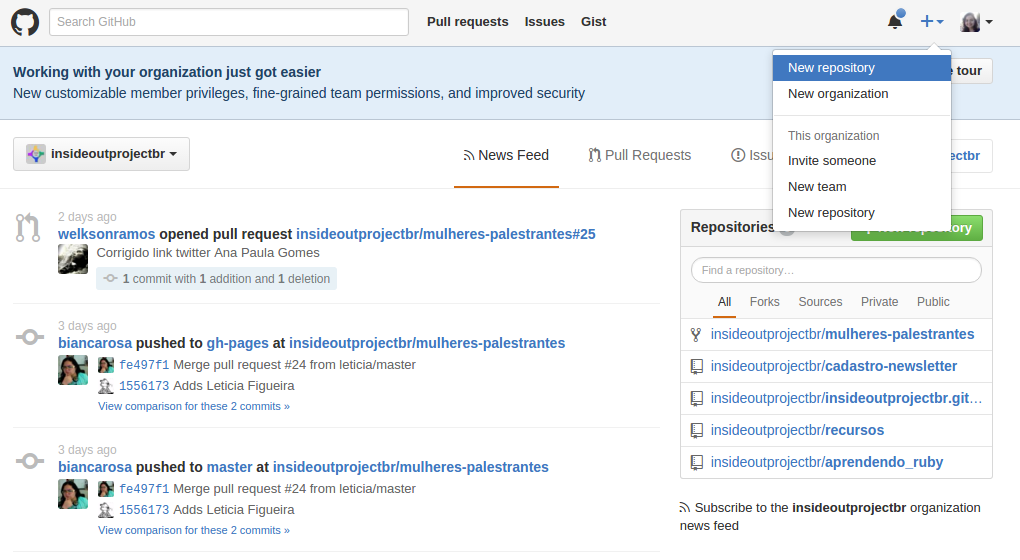 Search GitHub
Pull requests Issues Gist
Working with your organization just got easier
New customizable member privileges, fine-grained team permissions, and improved security
tour
New repository
New organization
This organization
Invite someone
New team
New repository
insideoutprojectbr
News Feed Pull Requests
2 days ago
welksonramos opened pull request insideoutprojectbr/mulheres-palestrantes#25
Corrigido link twitter Ana Paula Gomes
1 commit with 1 addition and 1 deletion
3 days ago
biancarosa pushed to gh-pages at insideoutprojectbr/mulheres-palestrantes
fe497f1 Merge pull request #24 from leticia/master
1556173 Adds Leticia Figueira
View comparison for these 2 commits »
3 days ago
biancarosa pushed to master at insideoutprojectbr/mulheres-palestrantes
fe497f1 Merge pull request #24 from leticia/master
1556173 Adds Leticia Figueira
View comparison for these 2 commits »
Repositories
Find a repository…
All Forks Sources Private Public
insideoutprojectbr/mulheres-palestrantes
insideoutprojectbr/cadastro-newsletter
insideoutprojectbr/insideoutprojectbr.git…
insideoutprojectbr/recursos
insideoutprojectbr/aprendendo_ruby
Subscribe to the insideoutprojectbr organization
news feed